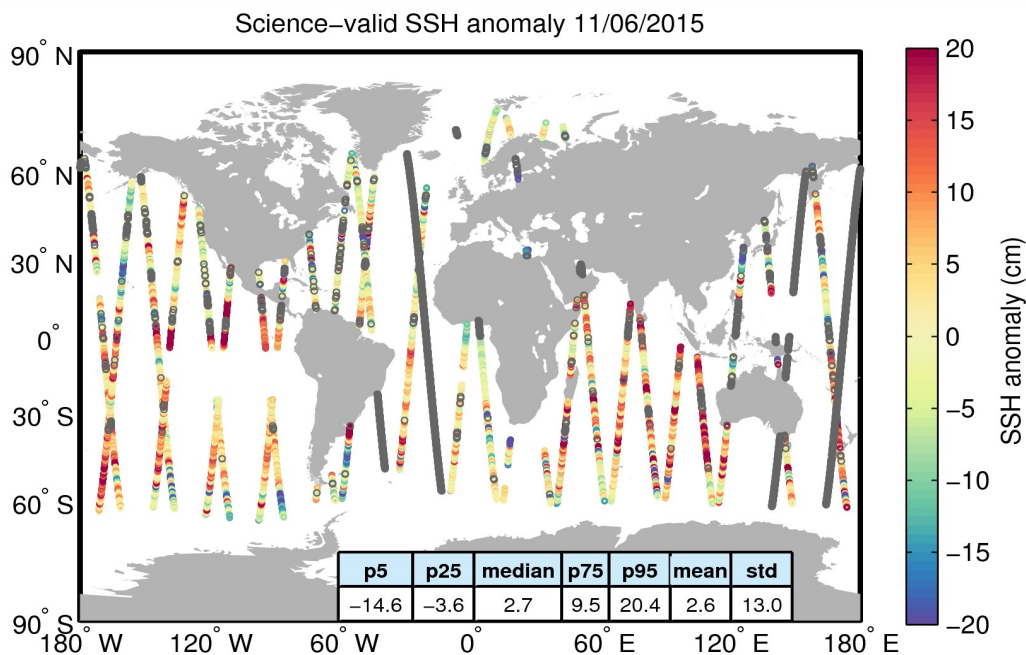 Science−valid SSH anomaly 11/06/2015
90° N
60° N
30° N
0°
30° S
60° S
90° S
180° W
120° W
60° W
0°
60° E
120° E
180° E
p5 p25 median p75 p95 mean std
−14.6 −3.6 2.7 9.5 20.4 2.6 13.0
20
15
10
5
0
−5
−10
−15
−20
SSH anomaly (cm)